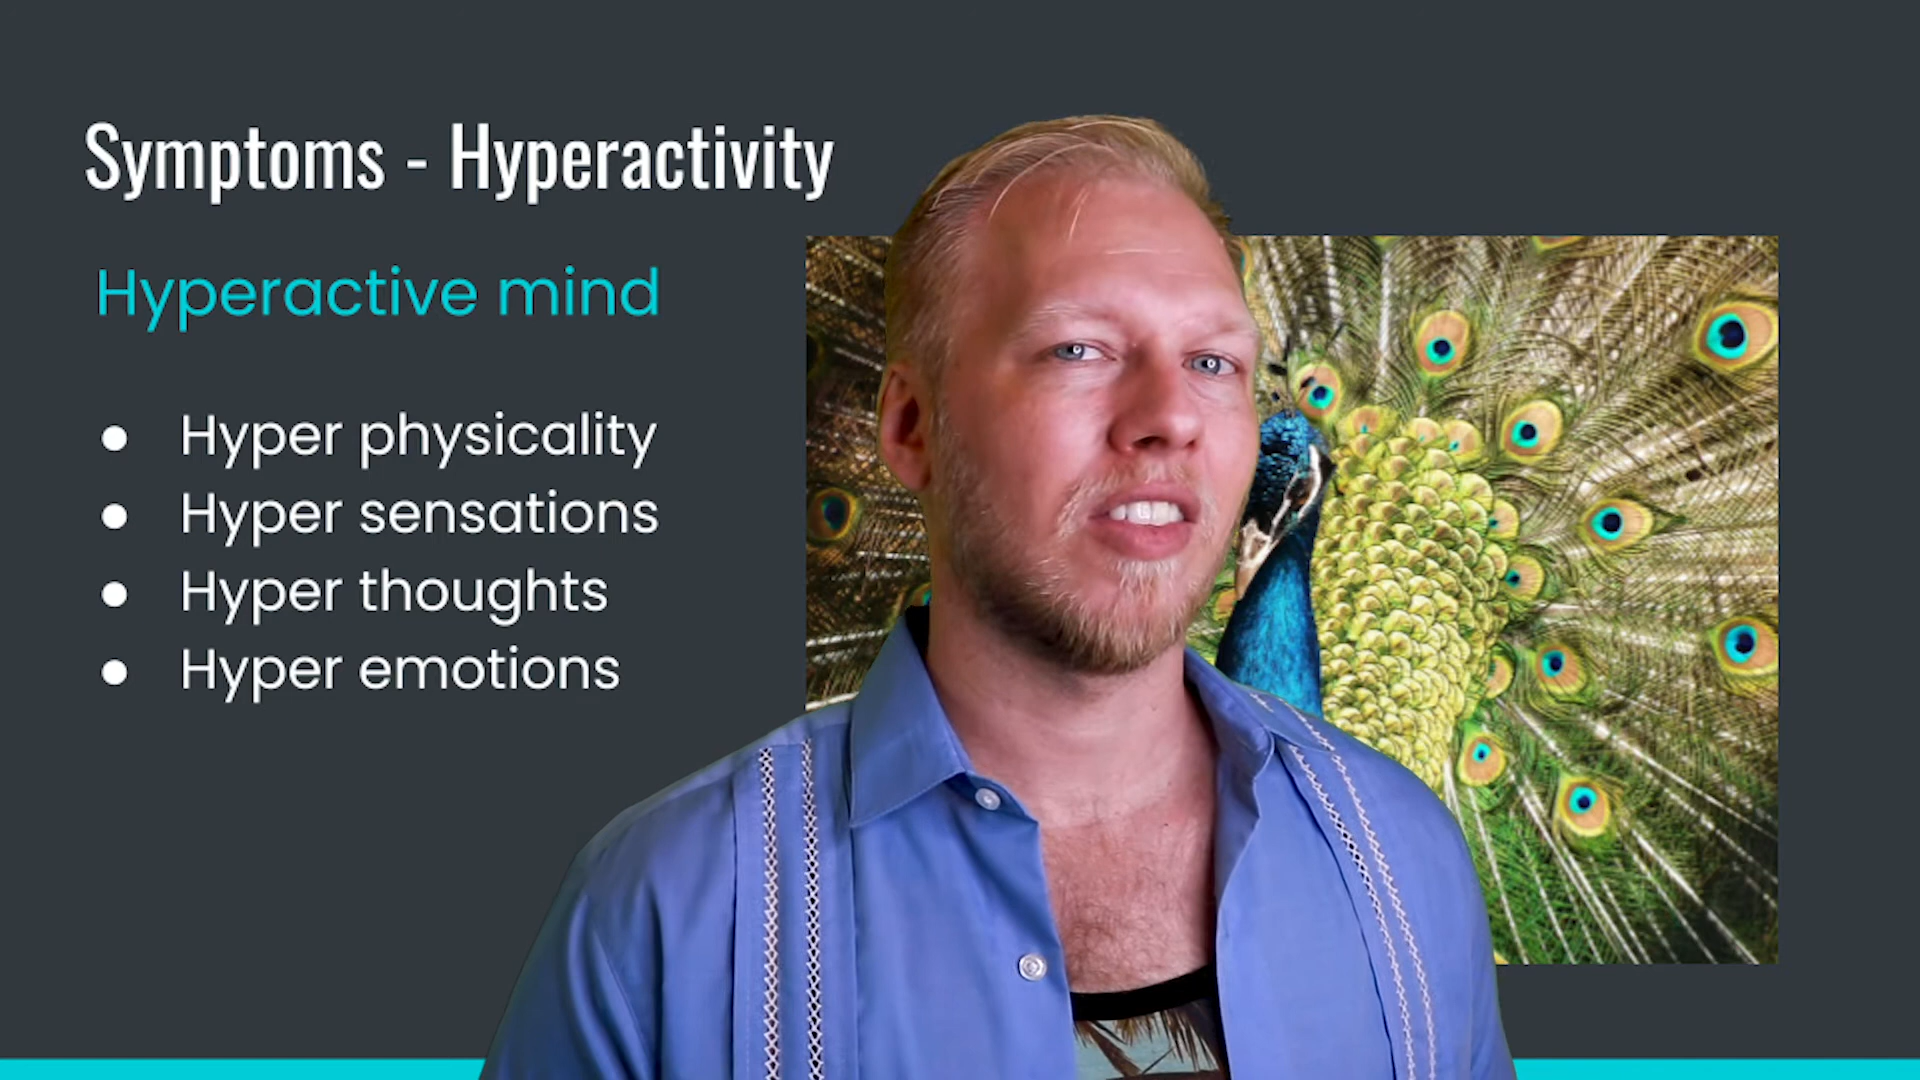 Symptoms - Hyperactivity
Hyperactive mind
● Hyper physicality
● Hyper sensations
● Hyper thoughts
● Hyper emotions